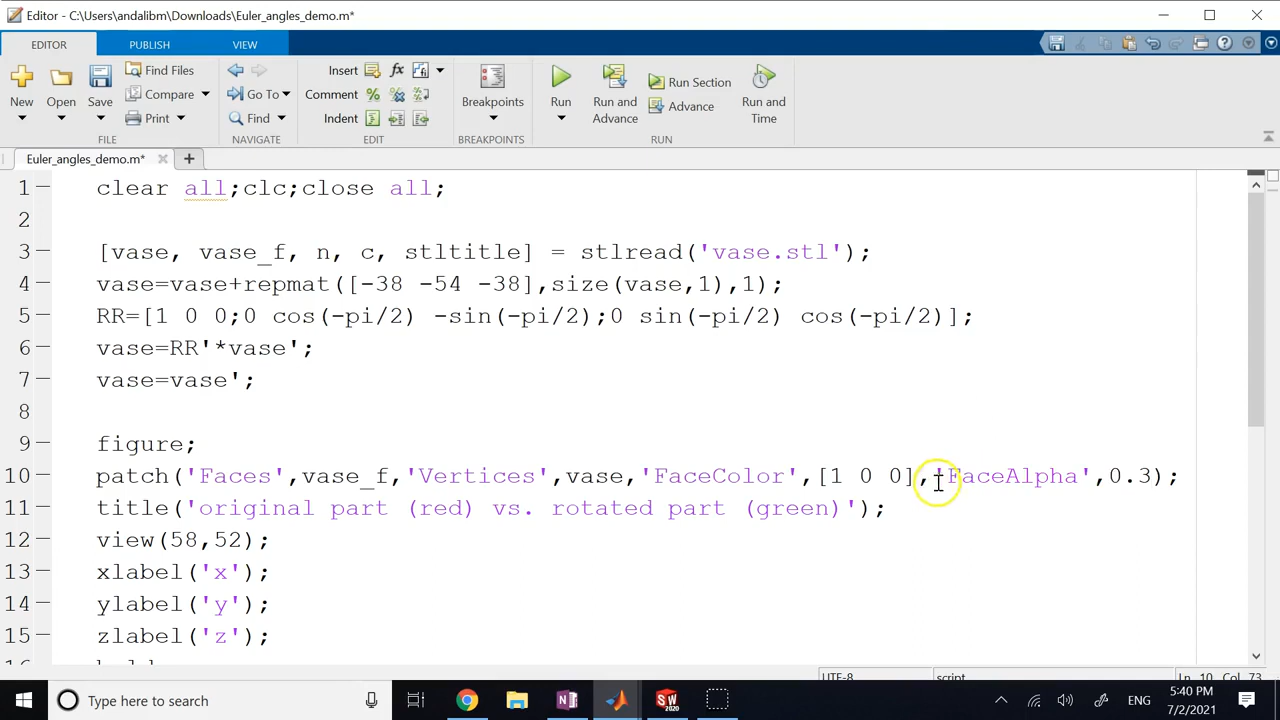 Editor - C:\Users\andalibm\Downloads\Euler_angles_demo.m*
EDITOR PUBLISH VIEW
New Open Save Find Files Compare Print
FILE
Go To Find
NAVIGATE
Insert fx
Comment
Indent
EDIT
Breakpoints
BREAKPOINTS
Run Run and Advance Run Section Advance Run and Time
RUN
Euler_angles_demo.m*
1 clear all;clc;close all;
2
3 [vase, vase_f, n, c, stltitle] = stlread('vase.stl');
4 vase=vase+repmat([-38 -54 -38],size(vase,1),1);
5 RR=[1 0 0;0 cos(-pi/2) -sin(-pi/2);0 sin(-pi/2) cos(-pi/2)];
6 vase=RR'*vase';
7 vase=vase';
8
9 figure;
10 patch('Faces',vase_f,'Vertices',vase,'FaceColor',[1 0 0],'FaceAlpha',0.3);
11 title('original part (red) vs. rotated part (green)');
12 view(58,52);
13 xlabel('x');
14 ylabel('y');
15 zlabel('z');
UTF-8 script Ln 10 Col 73
Type here to search
ENG
5:40 PM
7/2/2021